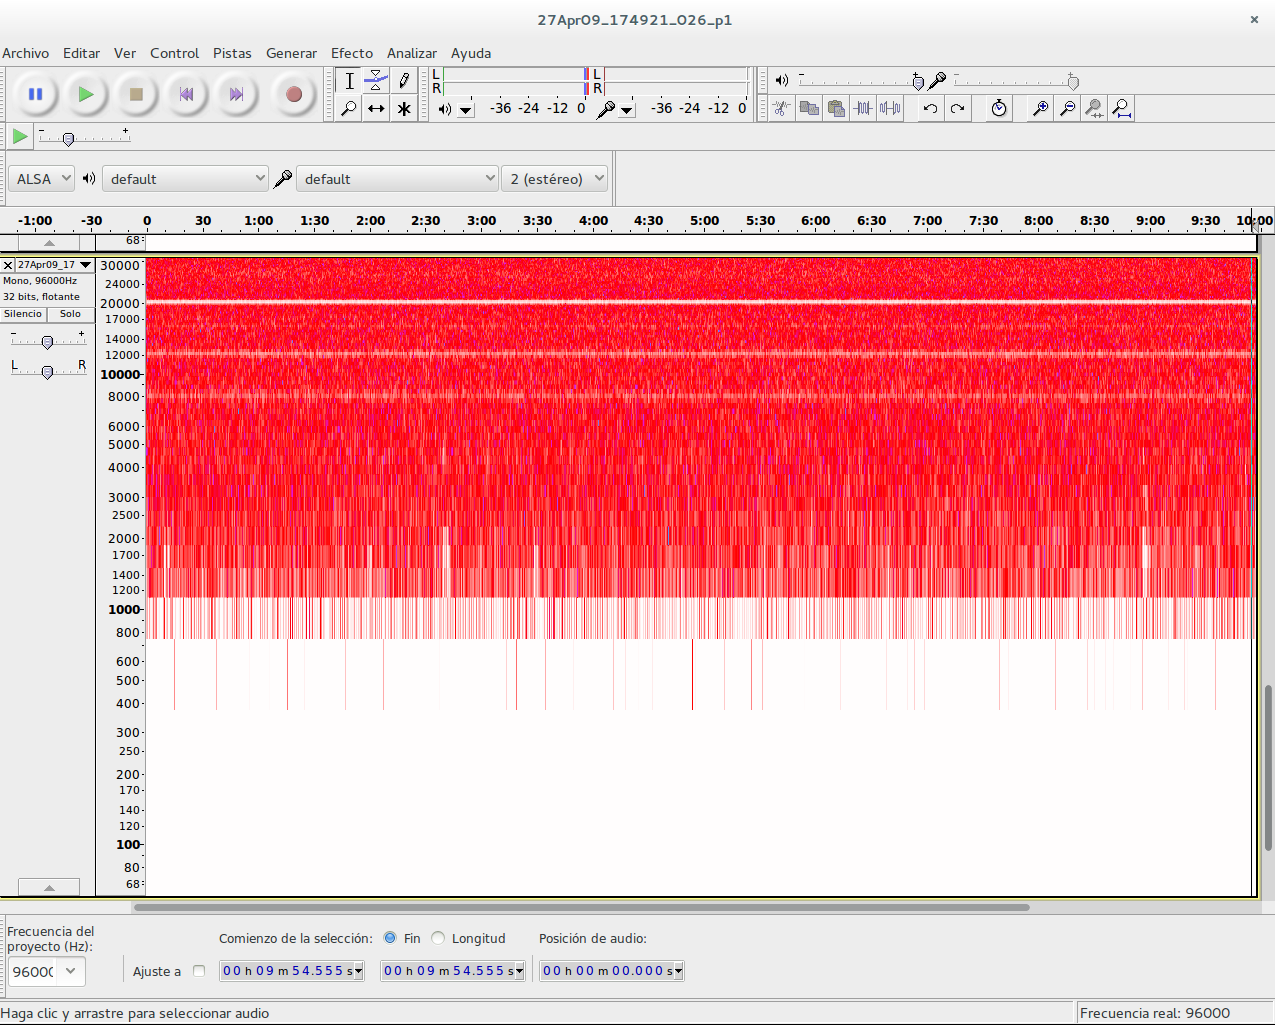 27Apr09_174921_026_p1
Archivo Editar Ver Control Pistas Generar Efecto Analizar Ayuda
L L
R R
-36 -24 -12 0 -36 -24 -12 0
- +
ALSA default default 2 (estéreo)
-1:00 -30 0 30 1:00 1:30 2:00 2:30 3:00 3:30 4:00 4:30 5:00 5:30 6:00 6:30 7:00 7:30 8:00 8:30 9:00 9:30 10:00
68
27Apr09_17
Mono, 96000Hz
32 bits, flotante
Silencio Solo
- +
L R
30000
24000
20000
17000
14000
12000
10000
8000
6000
5000
4000
3000
2500
2000
1700
1400
1200
1000
800
600
500
400
300
250
200
170
140
120
100
80
68
Frecuencia del
proyecto (Hz):
96000
Comienzo de la selección: Fin Longitud Posición de audio:
Ajuste a 00 h 09 m 54.555 s 00 h 09 m 54.555 s 00 h 00 m 00.000 s
Haga clic y arrastre para seleccionar audio Frecuencia real: 96000